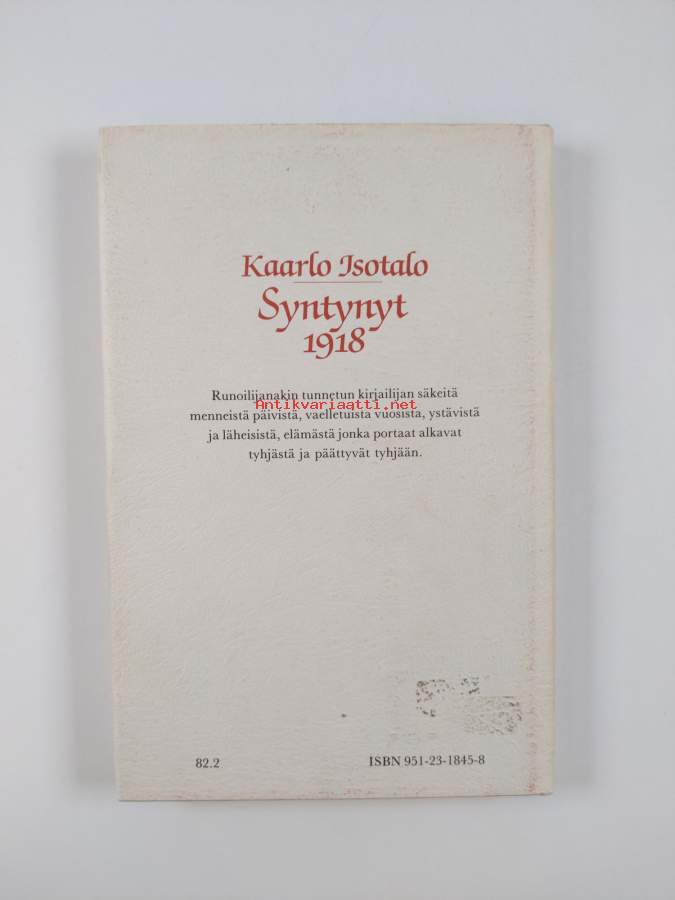 Kaarlo Isotalo
Syntynyt
1918
Runoilijanakin tunnetun kirjailijan säkeitä
Antikvariaatti.net
menneistä päivistä, vaelletuista vuosista, ystävistä
ja läheisistä, elämästä jonka portaat alkavat
tyhjästä ja päättyvät tyhjään.
82.2
ISBN 951-23-1845-8